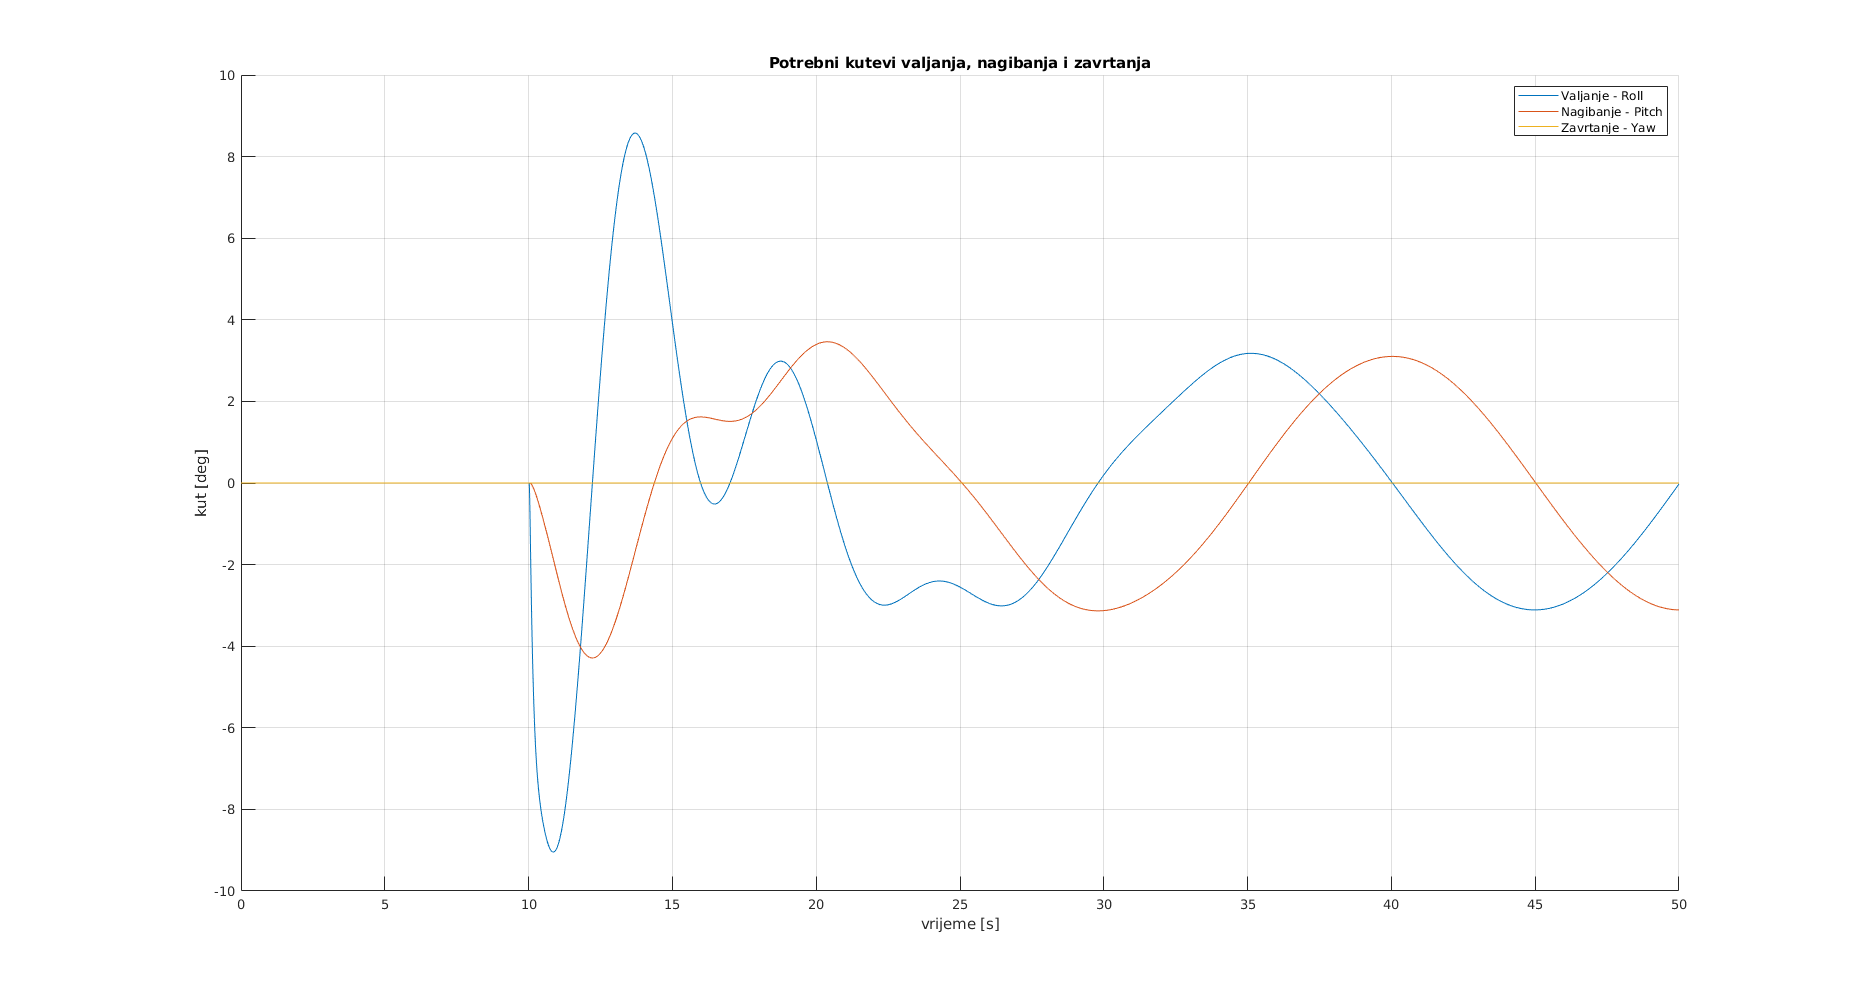 Potrebni kutevi valjanja, nagibanja i zavrtanja
Valjanje - Roll
Nagibanje - Pitch
Zavrtanje - Yaw
kut [deg]
10
8
6
4
2
0
-2
-4
-6
-8
-10
0 5 10 15 20 25 30 35 40 45 50
vrijeme [s]